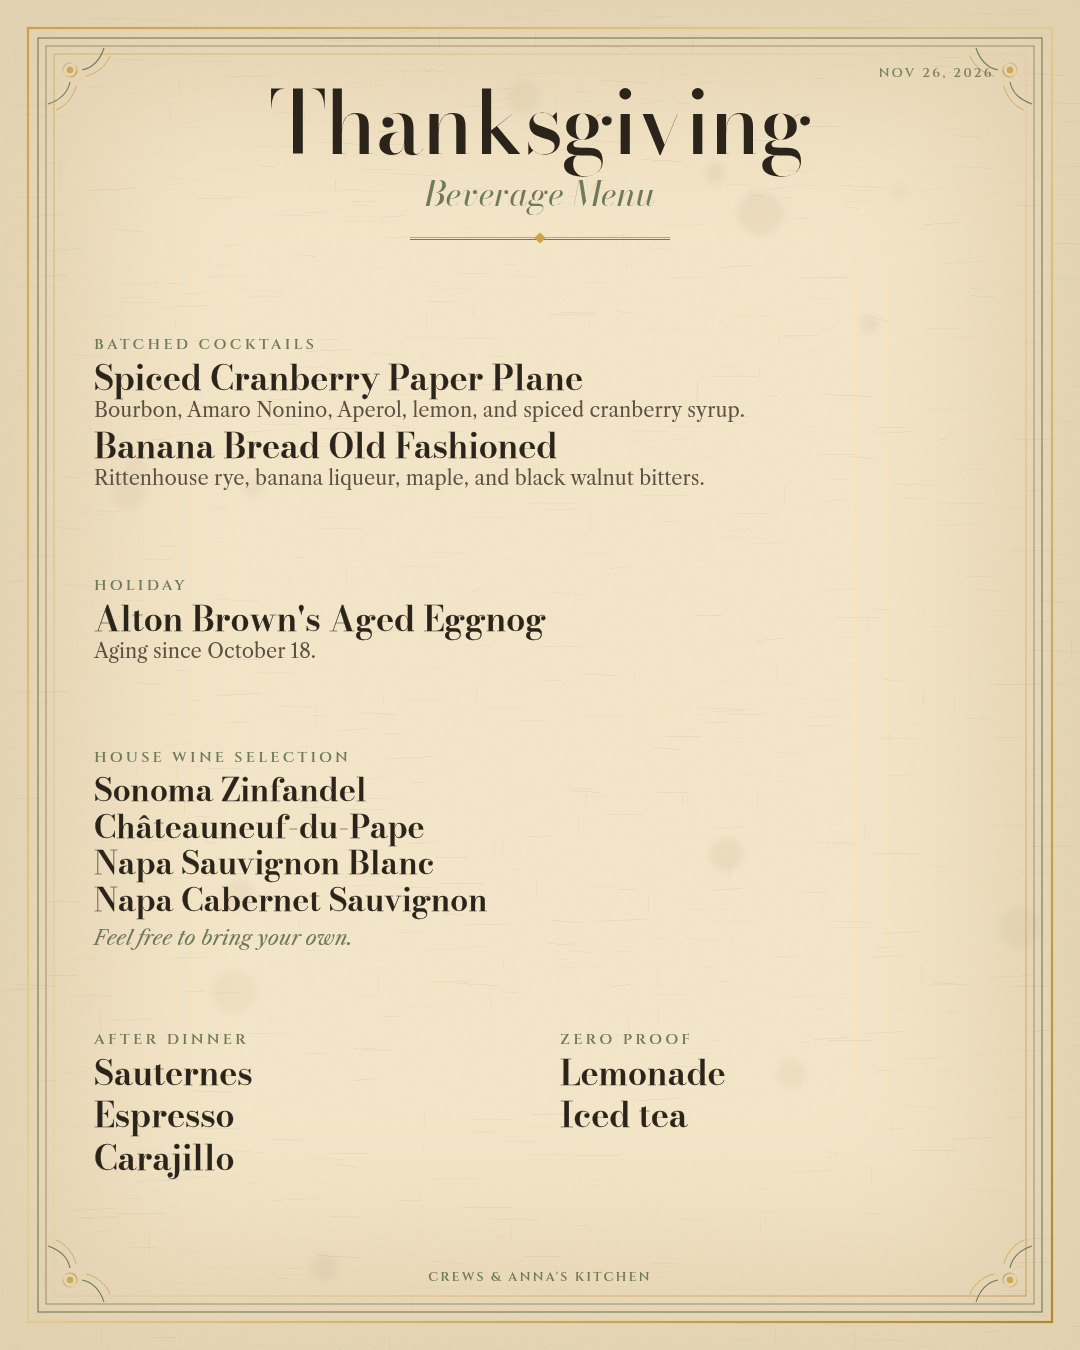 NOV 26, 2026
Thanksgiving
Beverage Menu
BATCHED COCKTAILS
Spiced Cranberry Paper Plane
Bourbon, Amaro Nonino, Aperol, lemon, and spiced cranberry syrup.
Banana Bread Old Fashioned
Rittenhouse rye, banana liqueur, maple, and black walnut bitters.
HOLIDAY
Alton Brown's Aged Eggnog
Aging since October 18.
HOUSE WINE SELECTION
Sonoma Zinfandel
Châteauneuf-du-Pape
Napa Sauvignon Blanc
Napa Cabernet Sauvignon
Feel free to bring your own.
AFTER DINNER
Sauternes
Espresso
Carajillo
ZERO PROOF
Lemonade
Iced tea
CREWS & ANNA'S KITCHEN